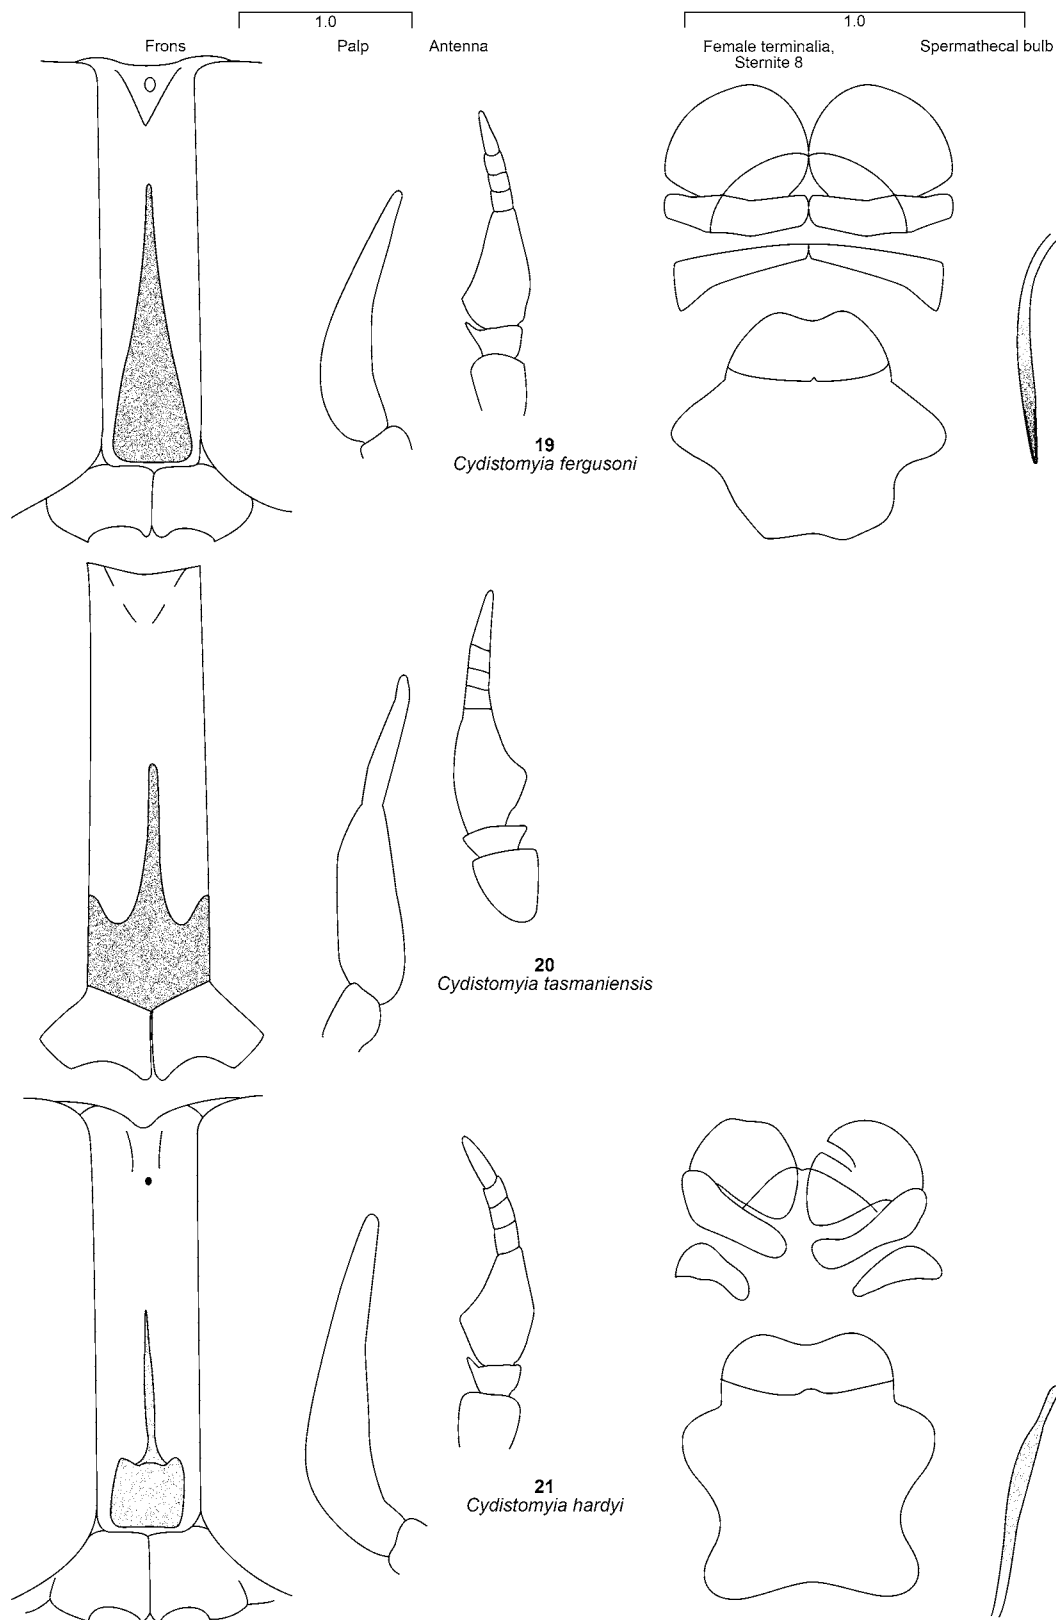 1.0
1.0
Frons
Palp
Antenna
Female terminalia,
Sternite 8
Spermathecal bulb
19
Cydistomyia fergusoni
20
Cydistomyia tasmaniensis
21
Cydistomyia hardyi